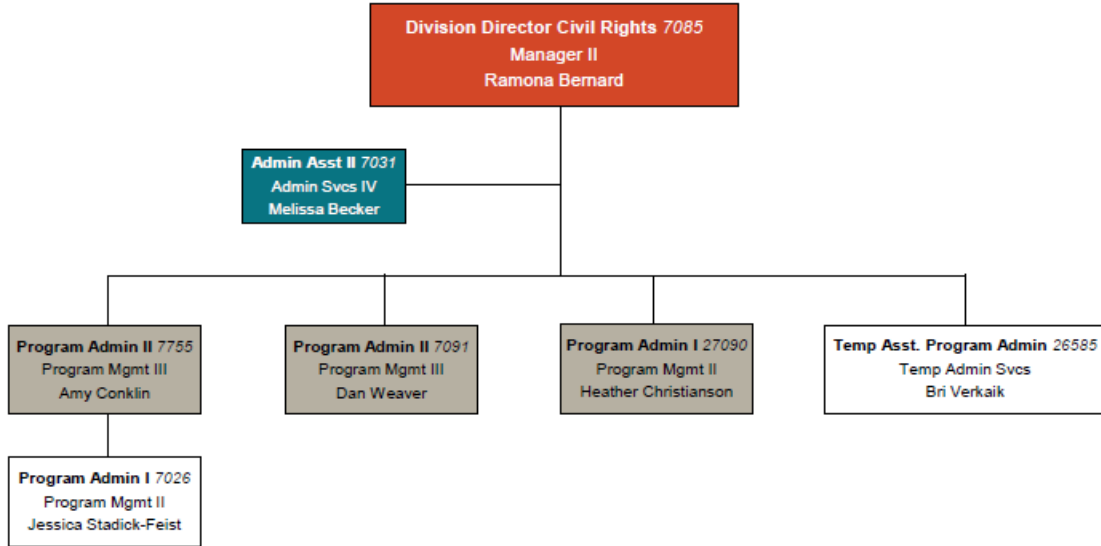 Division Director Civil Rights 7085
Manager II
Ramona Bernard
Admin Asst II 7031
Admin Svcs IV
Melissa Becker
Program Admin II 7755
Program Mgmt III
Amy Conklin
Program Admin II 7091
Program Mgmt III
Dan Weaver
Program Admin I 27090
Program Mgmt II
Heather Christianson
Temp Asst. Program Admin 26585
Temp Admin Svcs
Bri Verkaik
Program Admin I 7026
Program Mgmt II
Jessica Stadick-Feist